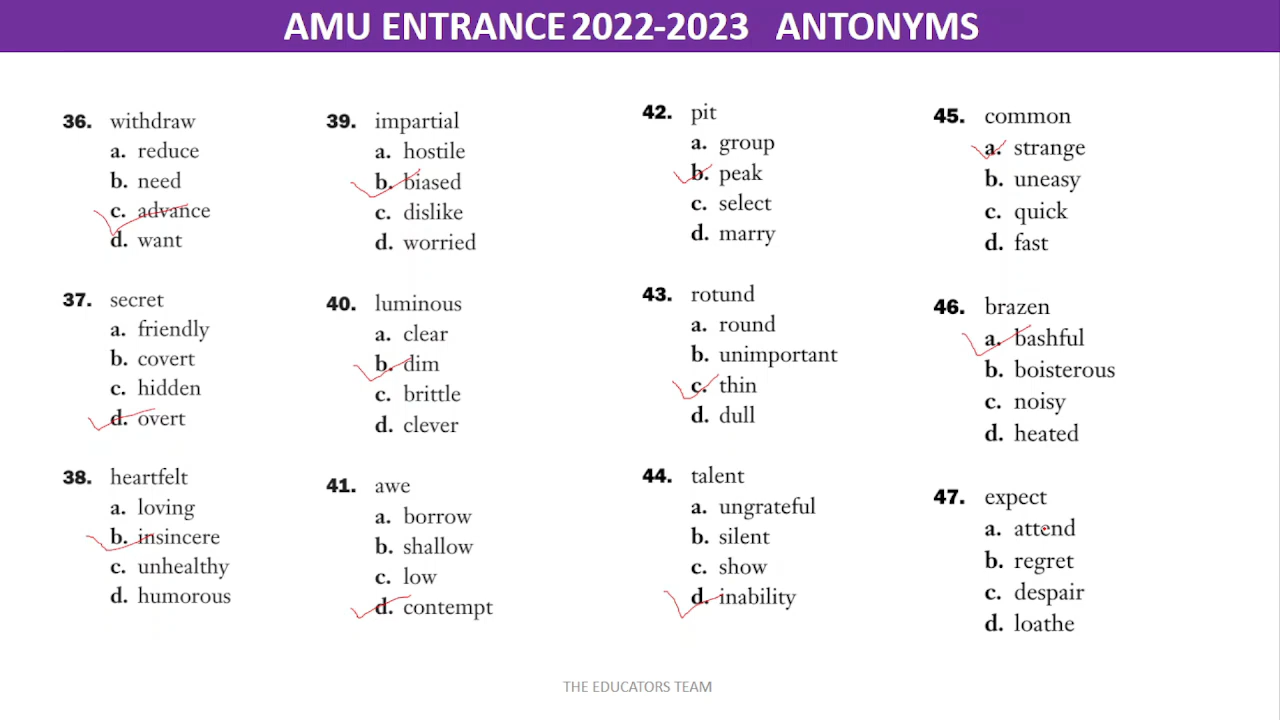 AMU ENTRANCE 2022-2023 ANTONYMS
36. withdraw
a. reduce
b. need
c. advance
d. want
37. secret
a. friendly
b. covert
c. hidden
d. overt
38. heartfelt
a. loving
b. insincere
c. unhealthy
d. humorous
39. impartial
a. hostile
b. biased
c. dislike
d. worried
40. luminous
a. clear
b. dim
c. brittle
d. clever
41. awe
a. borrow
b. shallow
c. low
d. contempt
42. pit
a. group
b. peak
c. select
d. marry
43. rotund
a. round
b. unimportant
c. thin
d. dull
44. talent
a. ungrateful
b. silent
c. show
d. inability
45. common
a. strange
b. uneasy
c. quick
d. fast
46. brazen
a. bashful
b. boisterous
c. noisy
d. heated
47. expect
a. attend
b. regret
c. despair
d. loathe
THE EDUCATORS TEAM